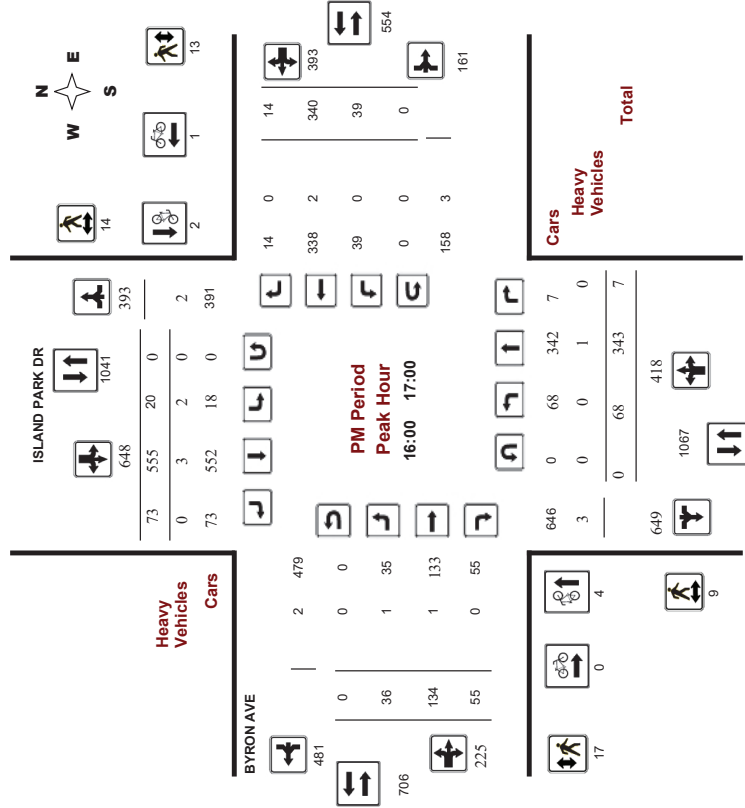 N
W E
S
13
14
1
2
554
393
161
ISLAND PARK DR
1041
648
393
73 555 20 0
0 3 2 0 2
73 552 18 0 391
14 0 14
338 2 340
39 0 39
0 0 0
158 3
Heavy
Vehicles
Cars
PM Period
Peak Hour
16:00 17:00
BYRON AVE
481
706
225
2 479
0 0 0
36 1 35
134 1 133
55 0 55
Cars
Heavy
Vehicles
Total
646 0 68 342 7
3 0 0 1 0
0 68 343 7
649
418
1067
4
0
17
9